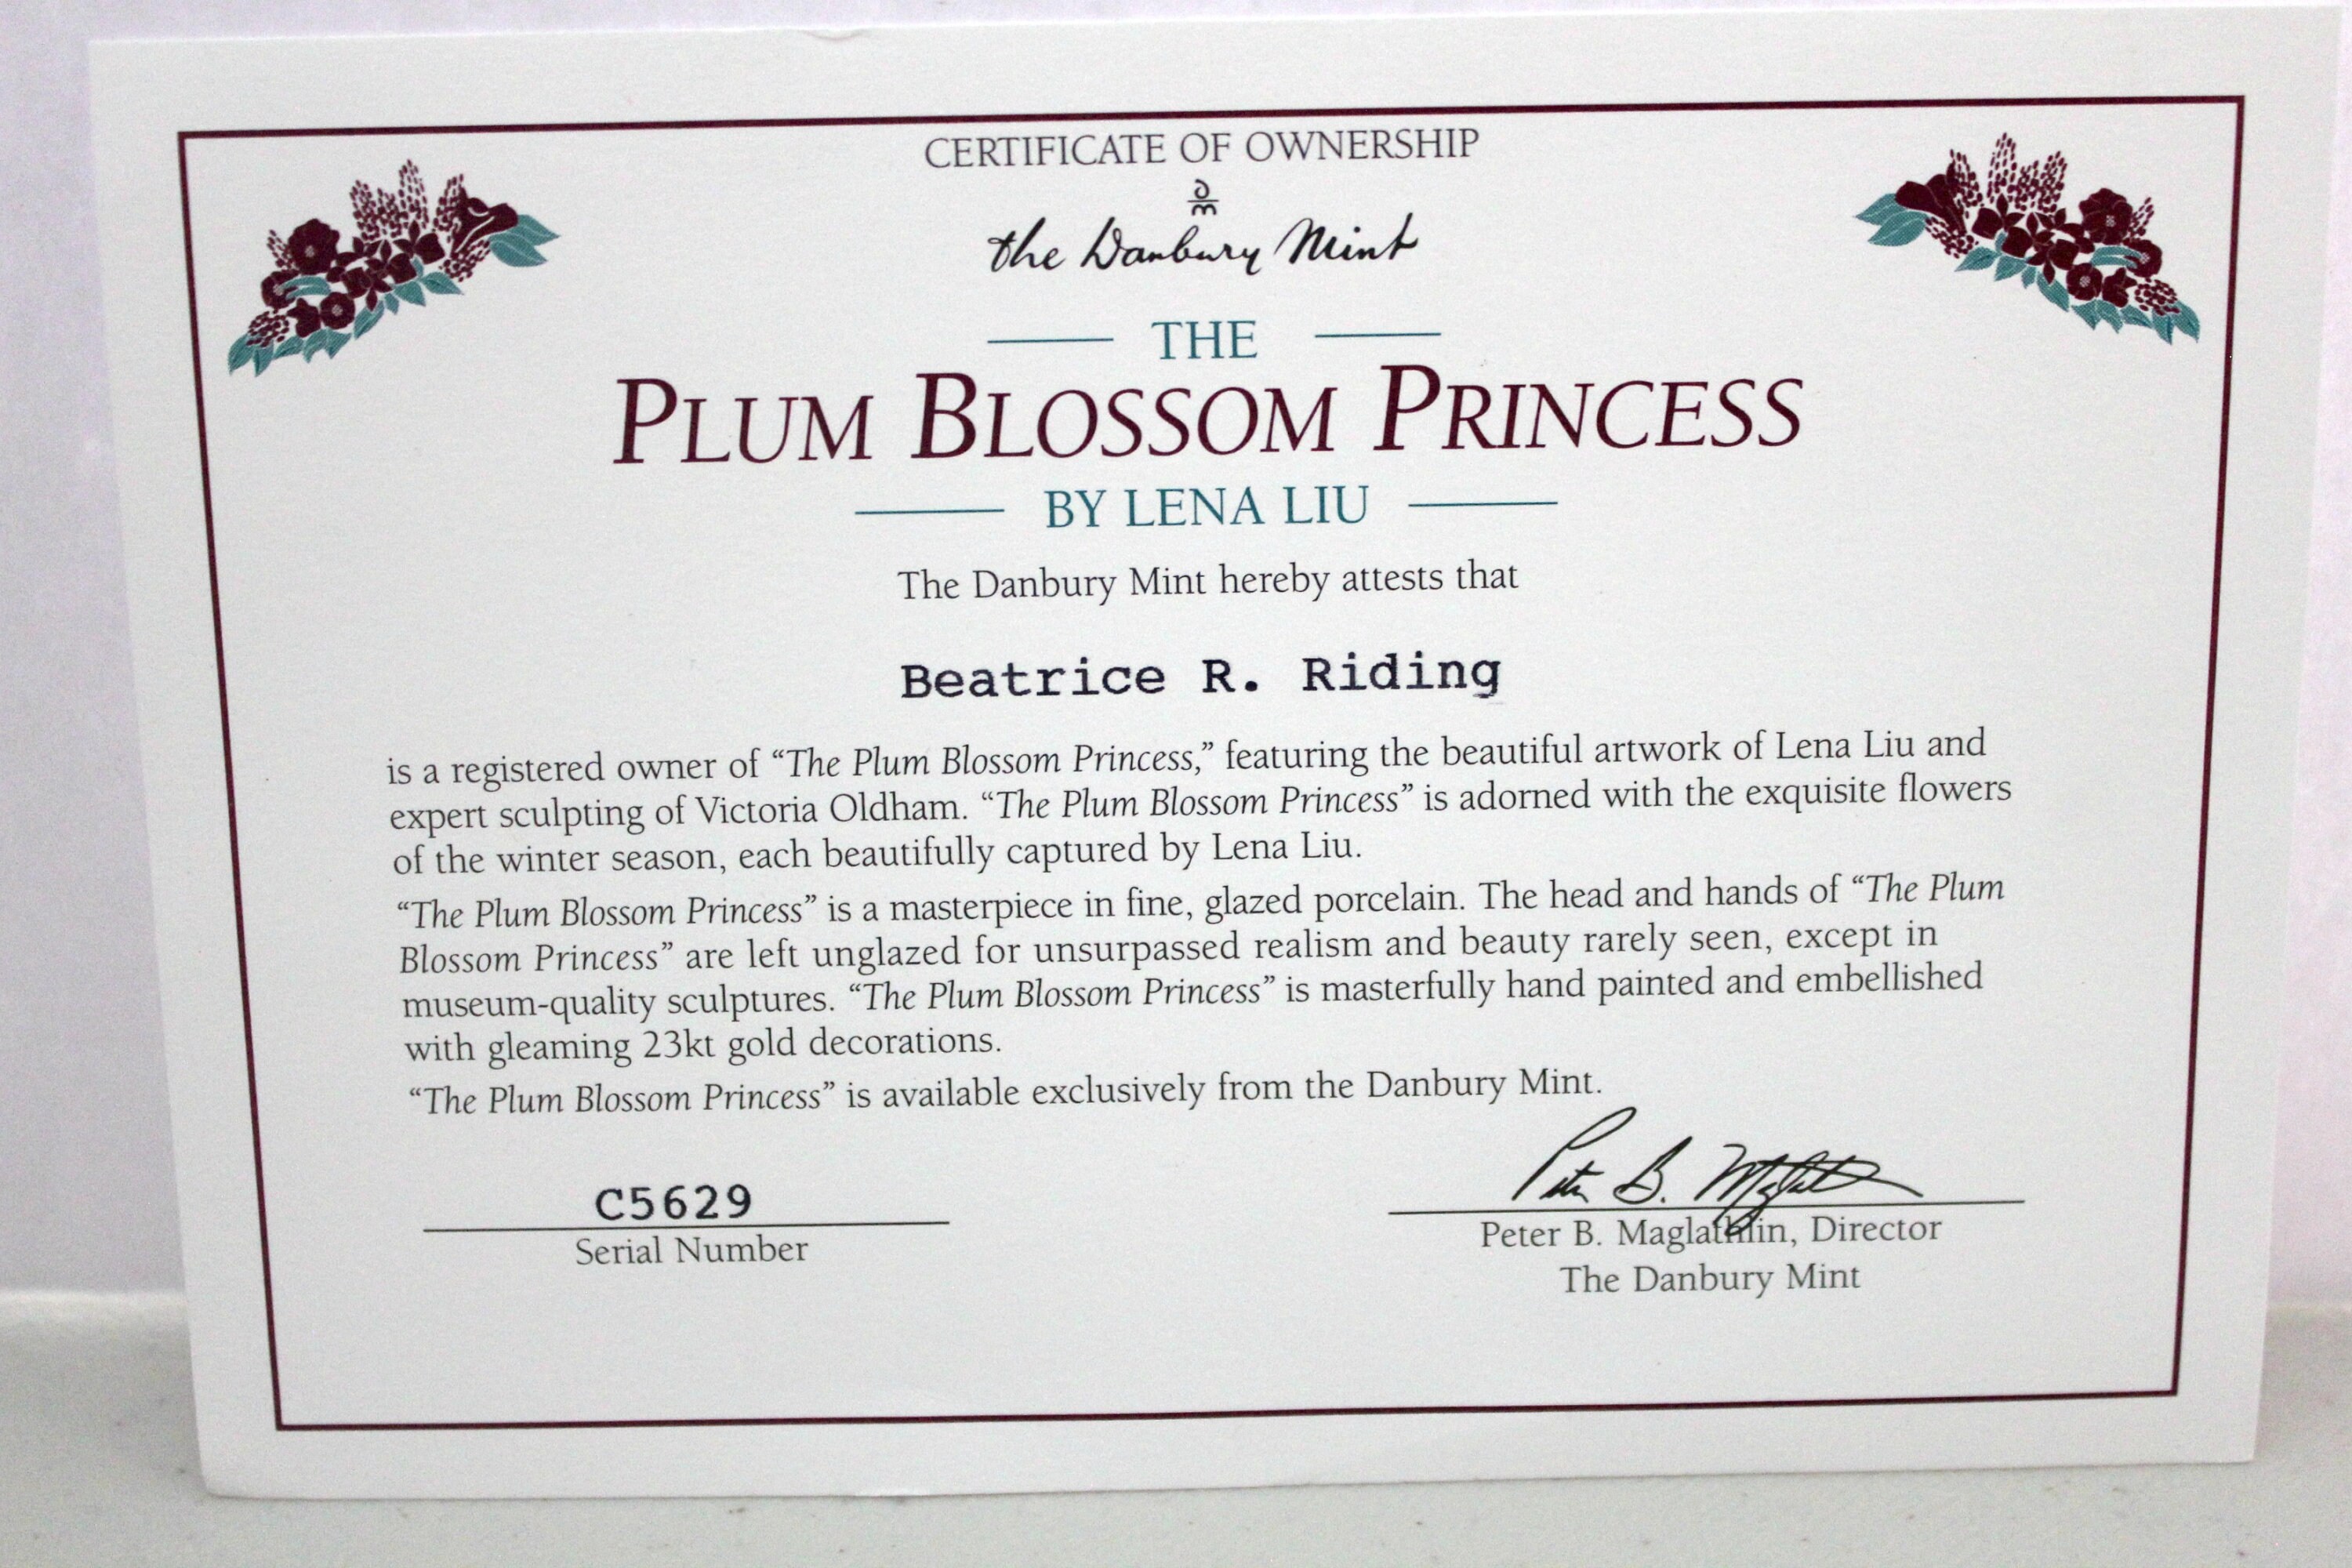 CERTIFICATE OF OWNERSHIP
dm
the Danbury Mint
THE
PLUM BLOSSOM PRINCESS
BY LENA LIU
The Danbury Mint hereby attests that
Beatrice R. Riding
is a registered owner of “The Plum Blossom Princess,” featuring the beautiful artwork of Lena Liu and
expert sculpting of Victoria Oldham. “The Plum Blossom Princess” is adorned with the exquisite flowers
of the winter season, each beautifully captured by Lena Liu.
“The Plum Blossom Princess” is a masterpiece in fine, glazed porcelain. The head and hands of “The Plum
Blossom Princess” are left unglazed for unsurpassed realism and beauty rarely seen, except in
museum-quality sculptures. “The Plum Blossom Princess” is masterfully hand painted and embellished
with gleaming 23kt gold decorations.
“The Plum Blossom Princess” is available exclusively from the Danbury Mint.
Peter B. Maglathlin
C5629
Serial Number
Peter B. Maglathlin, Director
The Danbury Mint